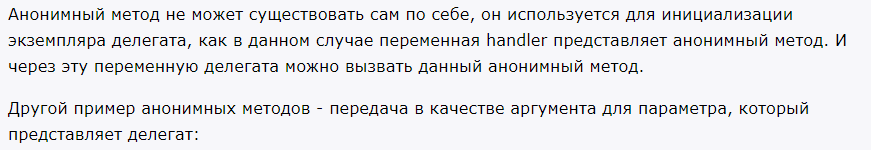 Анонимный метод не может существовать сам по себе, он используется для инициализации
экземпляра делегата, как в данном случае переменная handler представляет анонимный метод. И
через эту переменную делегата можно вызвать данный анонимный метод.
Другой пример анонимных методов - передача в качестве аргумента для параметра, который
представляет делегат: